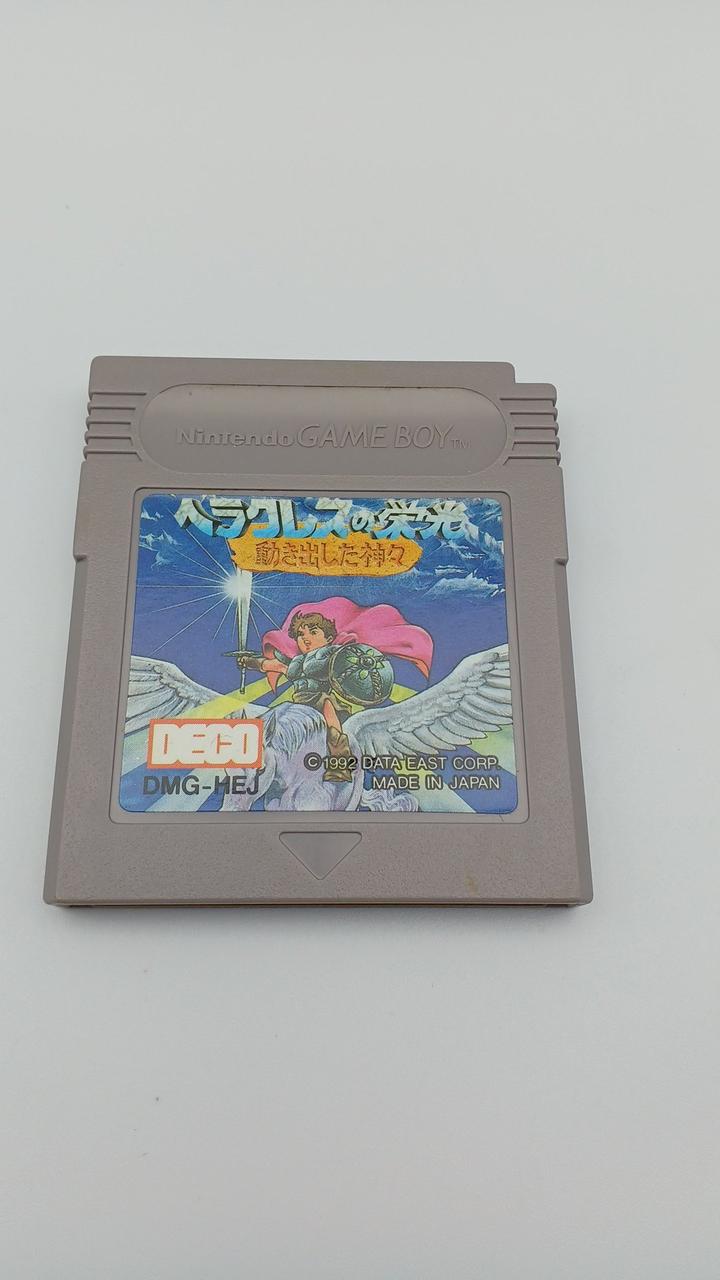 Nintendo GAME BOY TM
ヘラクレスの栄光
動き出した神々
DECO
DMG-HEJ
©1992 DATA EAST CORP.
MADE IN JAPAN